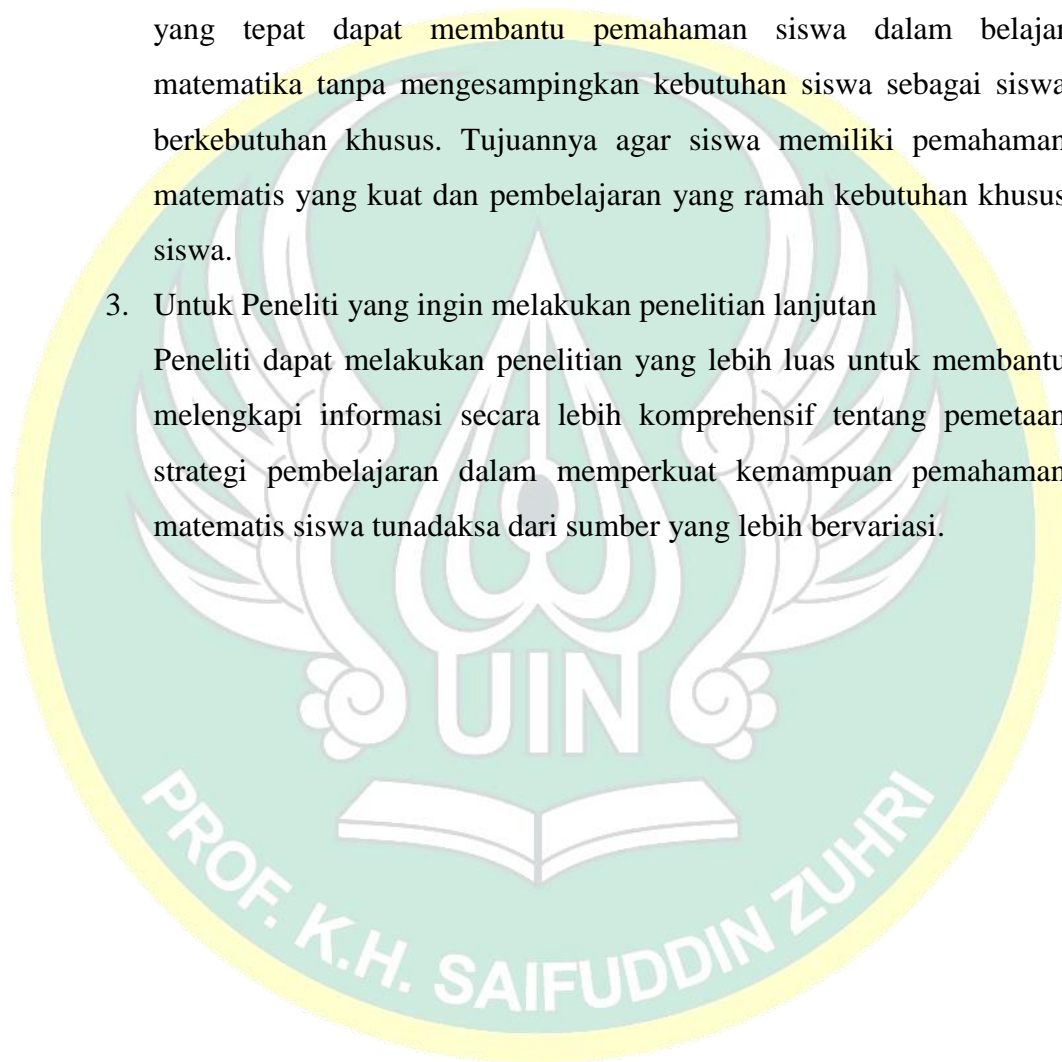 yang tepat dapat membantu pemahaman siswa dalam belajar
matematika tanpa mengesampingkan kebutuhan siswa sebagai siswa
berkebutuhan khusus. Tujuannya agar siswa memiliki pemahaman
matematis yang kuat dan pembelajaran yang ramah kebutuhan khusus
siswa.
3. Untuk Peneliti yang ingin melakukan penelitian lanjutan
Peneliti dapat melakukan penelitian yang lebih luas untuk membantu
melengkapi informasi secara lebih komprehensif tentang pemetaan
strategi pembelajaran dalam memperkuat kemampuan pemahaman
matematis siswa tunadaksa dari sumber yang lebih bervariasi.
UIN
PROF. K.H. SAIFUDDIN ZUHRI